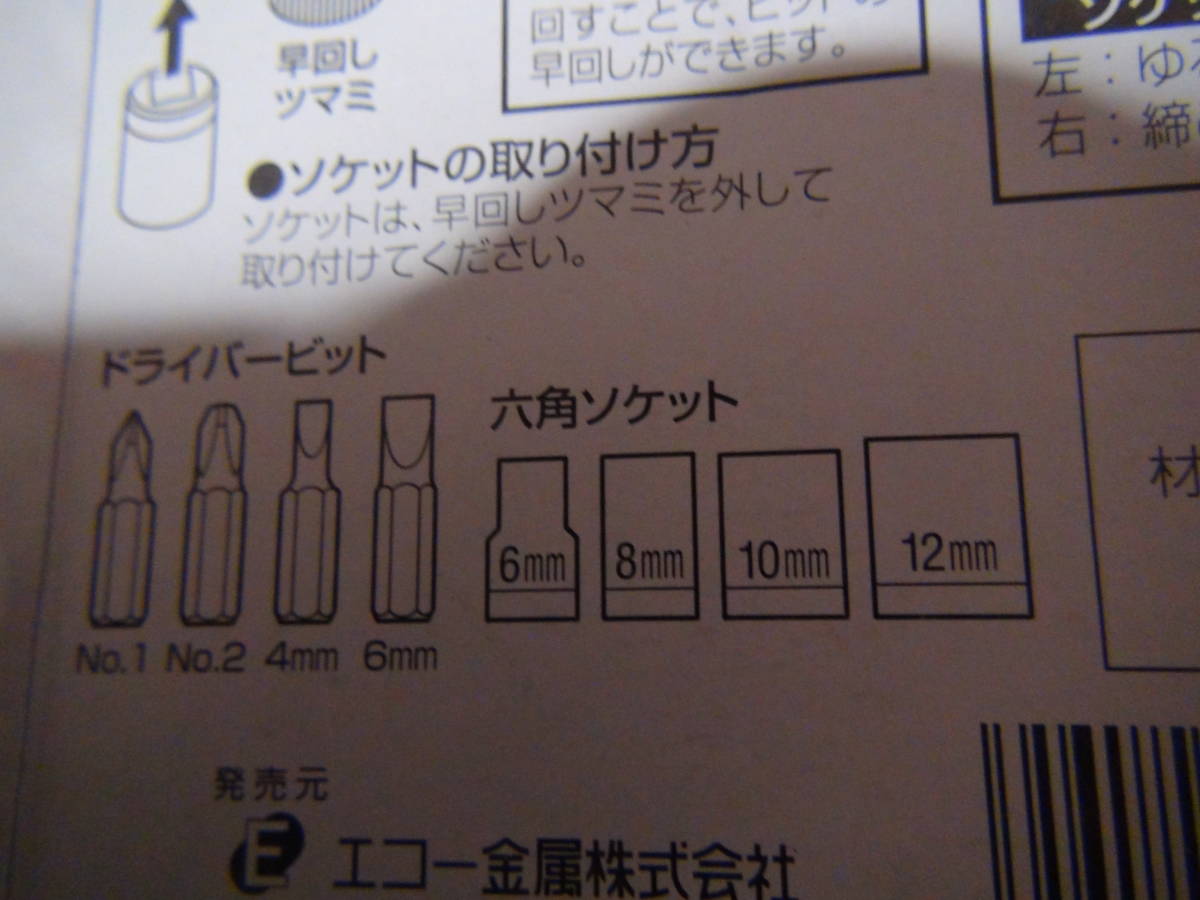 早回し
ツマミ
回すことで、ビットの
早回しができます。
左：ゆる
右：締
●ソケットの取り付け方
ソケットは、早回しツマミを外して
取り付けてください。
ドライバービット
No.1 No.2 4mm 6mm
六角ソケット
6mm 8mm 10mm 12mm
材
発売元
E エコー金属株式会社